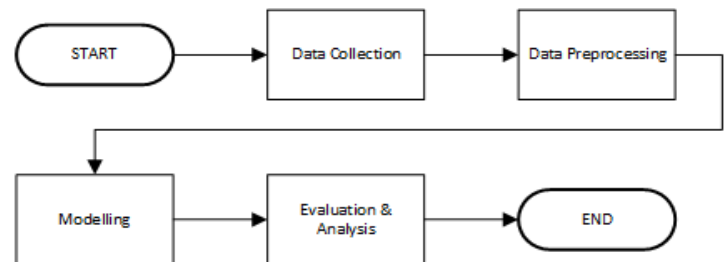 START
Data Collection
Data Preprocessing
Modelling
Evaluation &
Analysis
END